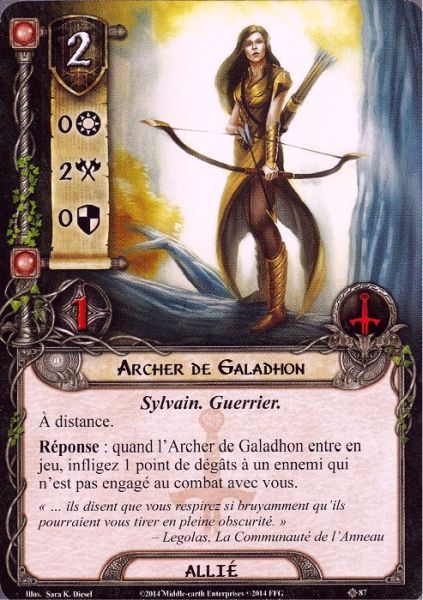 2
0
2
0
1
Archer de Galadhon
Sylvain. Guerrier.
À distance.
Réponse : quand l'Archer de Galadhon entre en
jeu, infligez 1 point de dégâts à un ennemi qui
n'est pas engagé au combat avec vous.
« ... ils disent que vous respirez si bruyamment qu'ils
pourraient vous tirer en pleine obscurité. »
– Legolas, La Communauté de l'Anneau
ALLIÉ
Illus. Sara K. Diesel
©2014 Middle-earth Enterprises • 2014 FFG
87